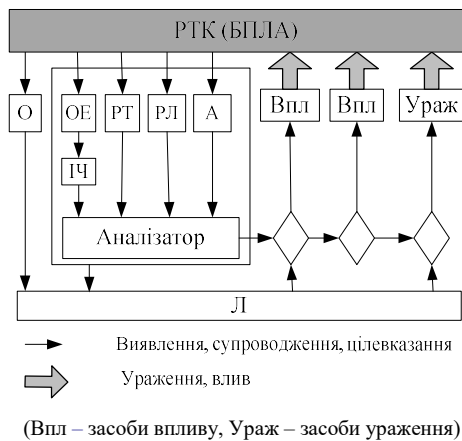 РТК (БПЛА)
О ОЕ РТ РЛ А Впл Впл Ураж
ІЧ
Аналізатор
Л
Виявлення, супроводження, цілевказання
Ураження, влив
(Впл – засоби впливу, Ураж – засоби ураження)